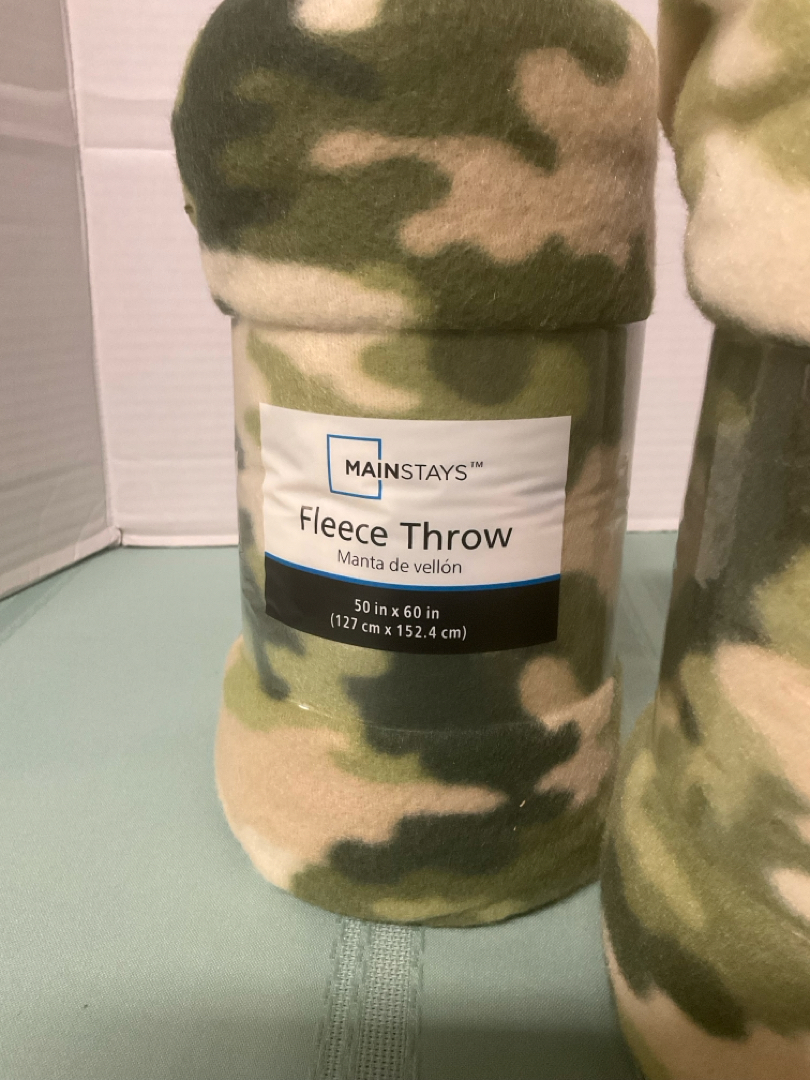 MAINSTAYS™
Fleece Throw
Manta de vellón
50 in x 60 in
(127 cm x 152.4 cm)